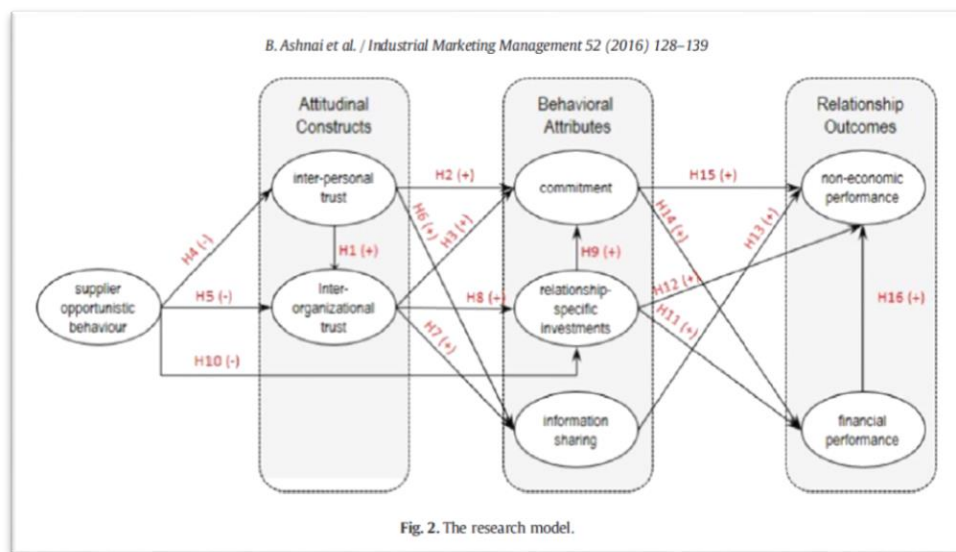 B. Ashnai et al. / Industrial Marketing Management 52 (2016) 128–139
Attitudinal
Constructs
Behavioral
Attributes
Relationship
Outcomes
inter-personal
trust
H2 (+)
commitment
H15 (+)
non-economic
performance
H4 (-)
H6 (+)
H3 (+)
H14 (+)
H13 (+)
H1 (+)
H9 (+)
H12 (+)
supplier
opportunistic
behaviour
H5 (-)
Inter-
organizational
trust
H8 (+)
relationship-
specific
investments
H11 (+)
H16 (+)
H7 (+)
H10 (-)
information
sharing
financial
performance
Fig. 2. The research model.